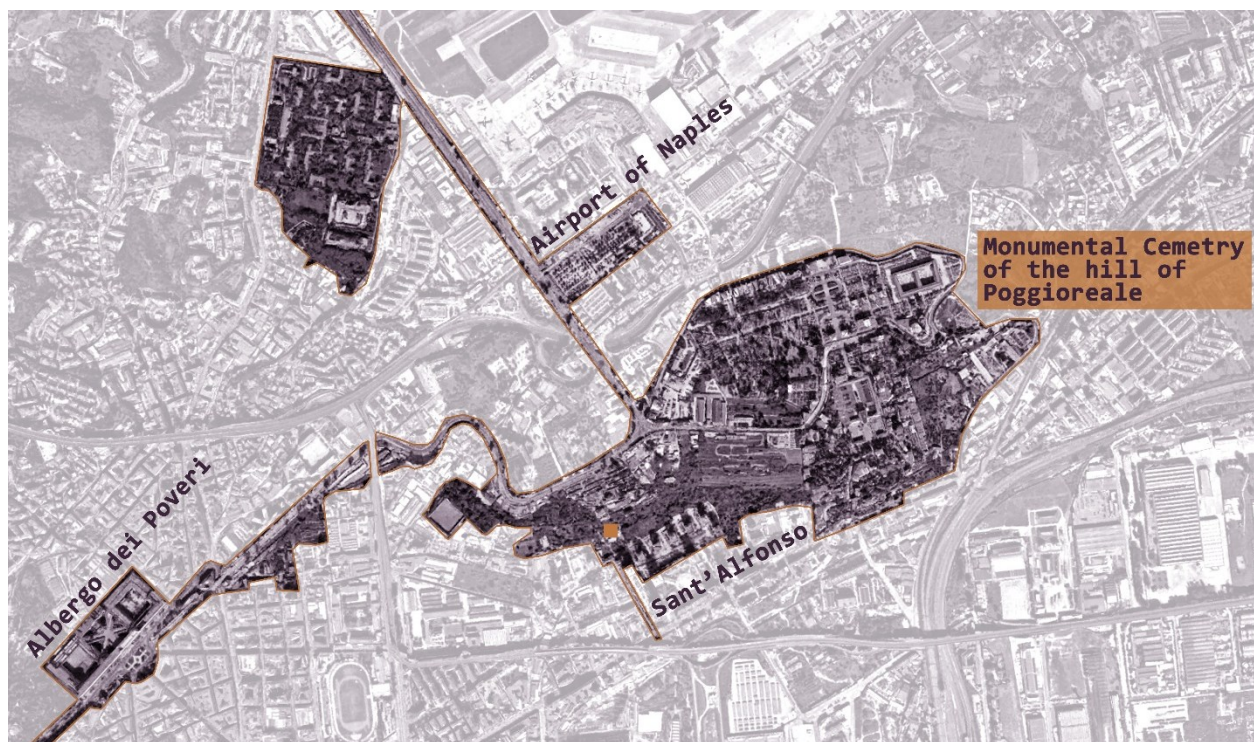 Airport of Naples
Monumental Cemetry
of the hill of
Poggioreale
Albergo dei Poveri
Sant’Alfonso